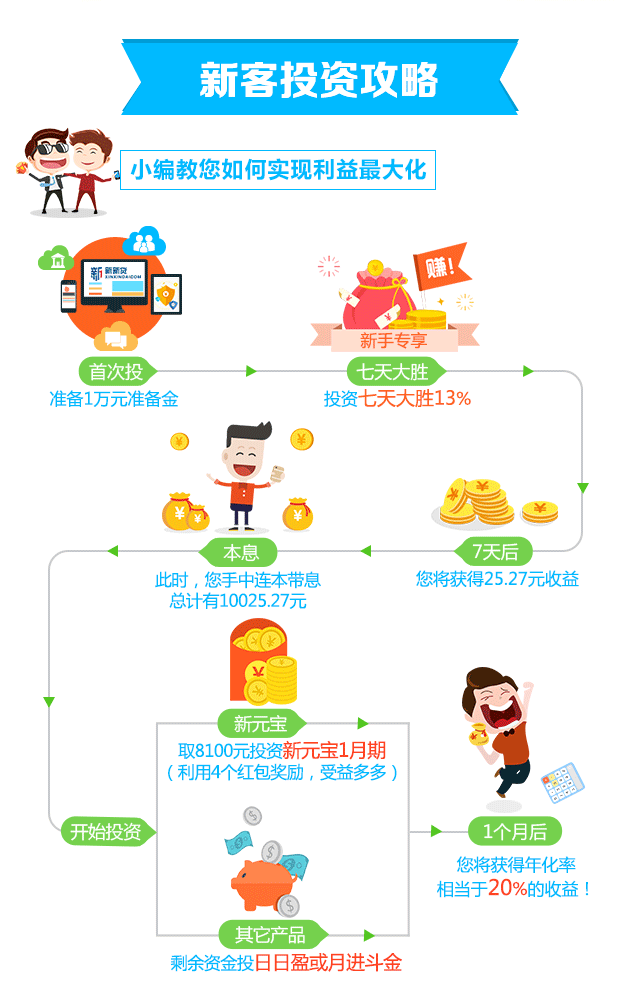 新客投资攻略
小编教您如何实现利益最大化
新新贷
XINXINDAI.COM
赚!
新手专享
首次投
准备1万元准备金
七天大胜
投资七天大胜13%
7天后
您将获得25.27元收益
本息
此时，您手中连本带息
总计有10025.27元
新元宝
取8100元投资新元宝1月期
（利用4个红包奖励，受益多多）
开始投资
1个月后
您将获得年化率
相当于20%的收益！
其它产品
剩余资金投日日盈或月进斗金